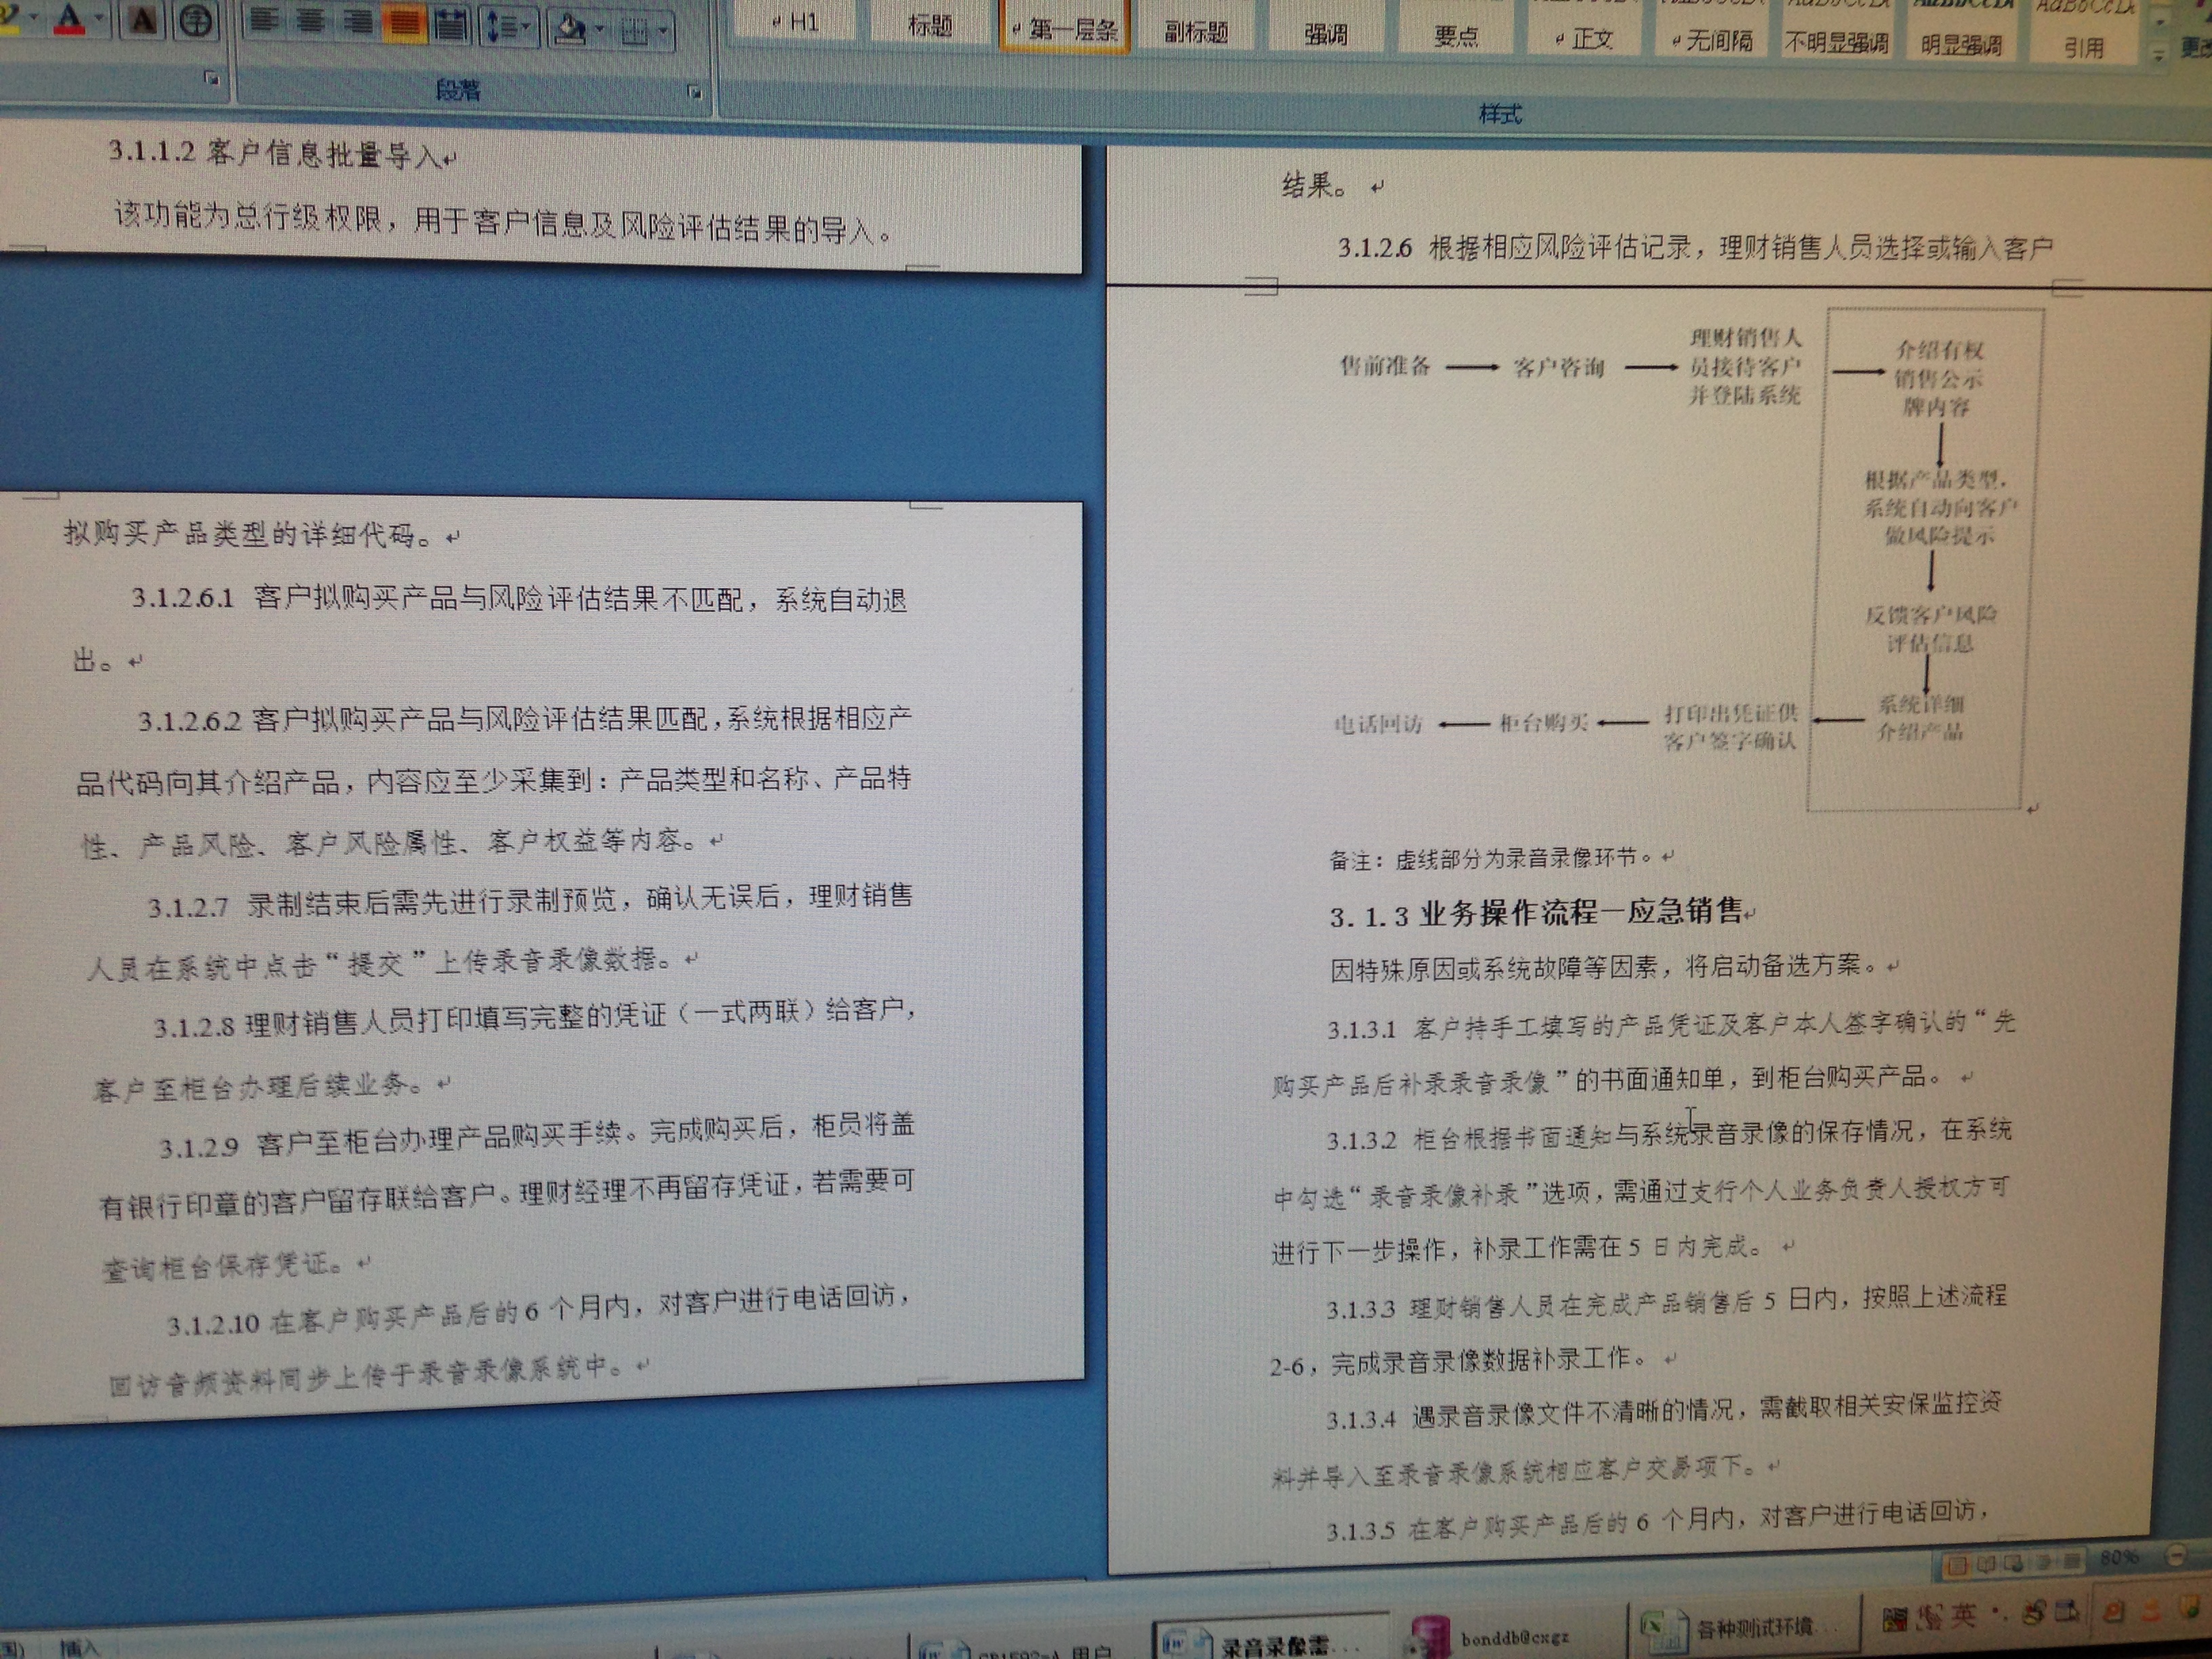 H1
标题
第一层条
副标题
强调
要点
正文
无间隔
不明显强调
明显强调
引用
段落
样式
3.1.1.2 客户信息批量导入
该功能为总行级权限，用于客户信息及风险评估结果的导入。
拟购买产品类型的详细代码。
3.1.2.6.1 客户拟购买产品与风险评估结果不匹配，系统自动退
出。
3.1.2.6.2 客户拟购买产品与风险评估结果匹配，系统根据相应产
品代码向其介绍产品，内容应至少采集到：产品类型和名称、产品特
性、产品风险、客户风险属性、客户权益等内容。
3.1.2.7 录制结束后需先进行录制预览，确认无误后，理财销售
人员在系统中点击“提交”上传录音录像数据。
3.1.2.8 理财销售人员打印填写完整的凭证（一式两联）给客户，
客户至柜台办理后续业务。
3.1.2.9 客户至柜台办理产品购买手续。完成购买后，柜员将盖
有银行印章的客户留存联给客户。理财经理不再留存凭证，若需要可
查询柜台保存凭证。
3.1.2.10 在客户购买产品后的 6 个月内，对客户进行电话回访，
回访音频资料同步上传于录音录像系统中。
结果。
3.1.2.6 根据相应风险评估记录，理财销售人员选择或输入客户
售前准备
客户咨询
理财销售人
员接待客户
并登陆系统
介绍有权
销售公示
牌内容
根据产品类型，
系统自动向客户
做风险提示
反馈客户风险
评估信息
系统详细
介绍产品
打印出凭证供
客户签字确认
柜台购买
电话回访
备注：虚线部分为录音录像环节。
3.1.3 业务操作流程—应急销售
因特殊原因或系统故障等因素，将启动备选方案。
3.1.3.1 客户持手工填写的产品凭证及客户本人签字确认的“先
购买产品后补录录音录像”的书面通知单，到柜台购买产品。
3.1.3.2 柜台根据书面通知与系统录音录像的保存情况，在系统
中勾选“录音录像补录”选项，需通过支行个人业务负责人授权方可
进行下一步操作，补录工作需在 5 日内完成。
3.1.3.3 理财销售人员在完成产品销售后 5 日内，按照上述流程
2-6，完成录音录像数据补录工作。
3.1.3.4 遇录音录像文件不清晰的情况，需截取相关安保监控资
料并导入至录音录像系统相应客户交易项下。
3.1.3.5 在客户购买产品后的 6 个月内，对客户进行电话回访，
80%
插入
录音录像需...
bonddb@cxgz
各种测试环境...
英